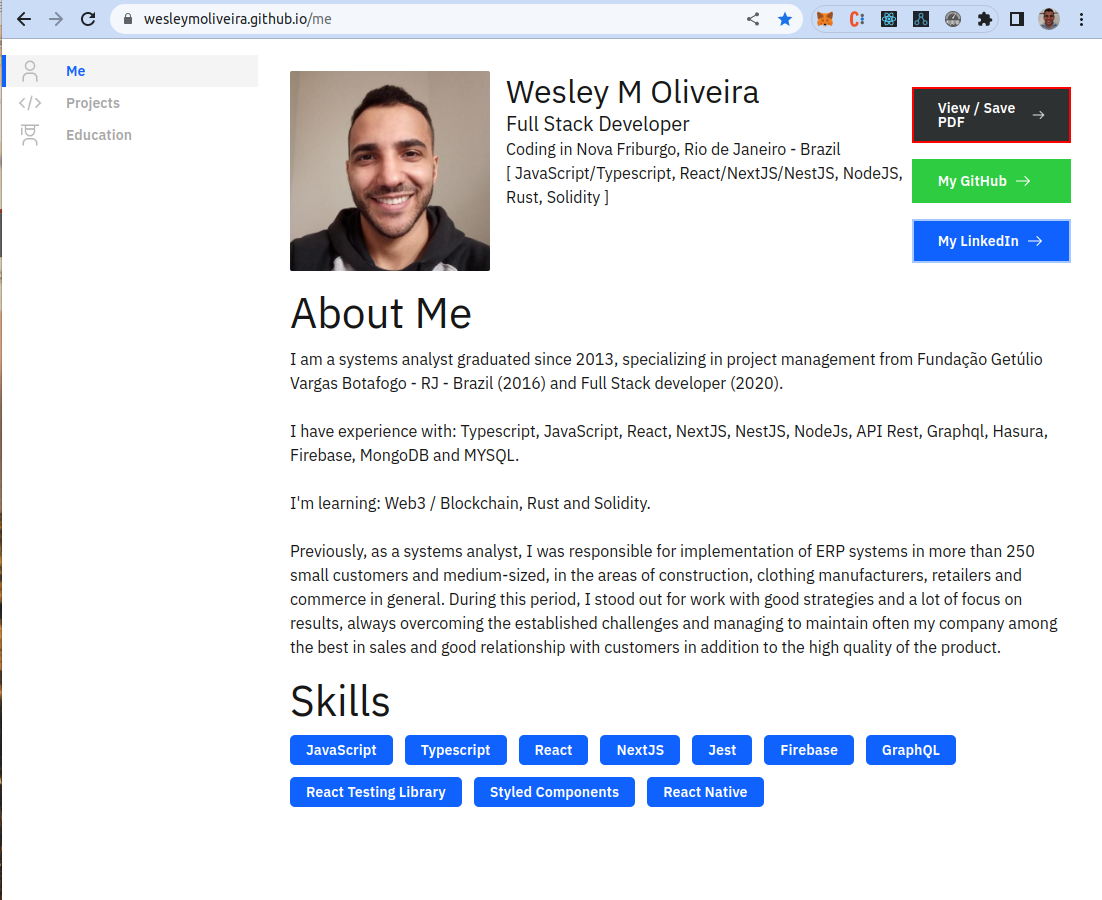 wesleymoliveira.github.io/me
Me
Projects
Education
Wesley M Oliveira
Full Stack Developer
Coding in Nova Friburgo, Rio de Janeiro - Brazil
[ JavaScript/Typescript, React/NextJS/NestJS, NodeJS,
Rust, Solidity ]
View / Save
PDF
My GitHub
My LinkedIn
About Me
I am a systems analyst graduated since 2013, specializing in project management from Fundação Getúlio
Vargas Botafogo - RJ - Brazil (2016) and Full Stack developer (2020).
I have experience with: Typescript, JavaScript, React, NextJS, NestJS, NodeJs, API Rest, Graphql, Hasura,
Firebase, MongoDB and MYSQL.
I'm learning: Web3 / Blockchain, Rust and Solidity.
Previously, as a systems analyst, I was responsible for implementation of ERP systems in more than 250
small customers and medium-sized, in the areas of construction, clothing manufacturers, retailers and
commerce in general. During this period, I stood out for work with good strategies and a lot of focus on
results, always overcoming the established challenges and managing to maintain often my company among
the best in sales and good relationship with customers in addition to the high quality of the product.
Skills
JavaScript Typescript React NextJS Jest Firebase GraphQL
React Testing Library Styled Components React Native